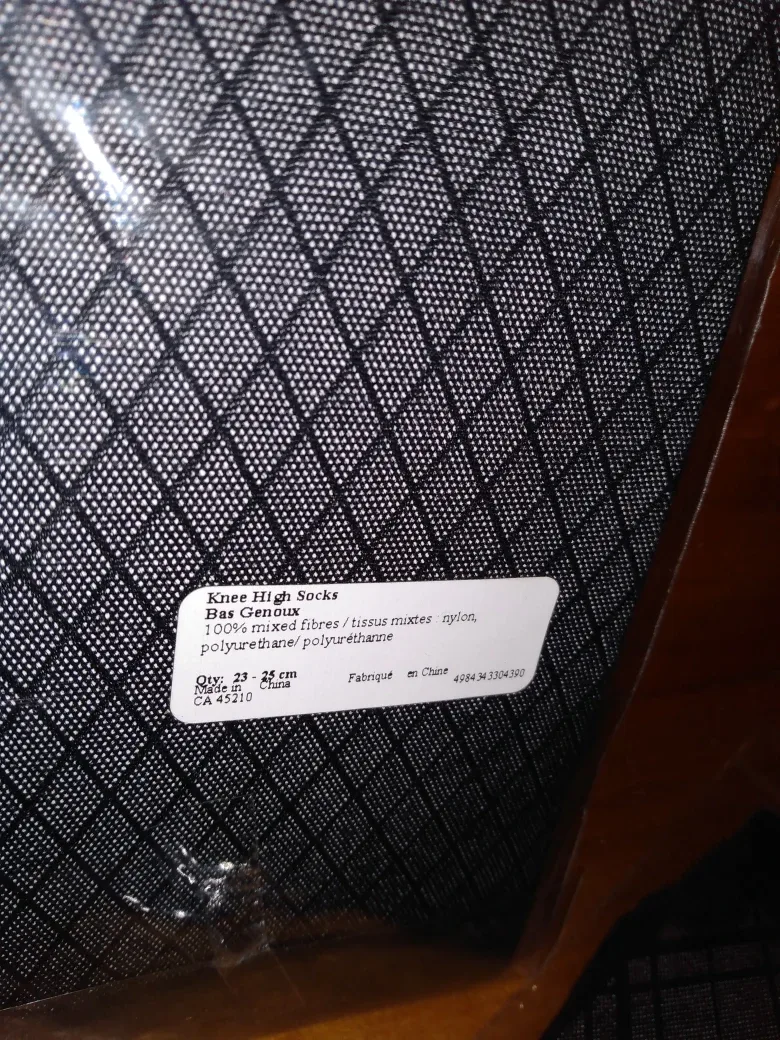 Knee High Socks
Bas Genoux
100% mixed fibres / tissus mixtes : nylon,
polyurethane/ polyuréthanne
Qty: 23 - 25 cm
Made in China Fabriqué en Chine 4984343304390
CA 45210